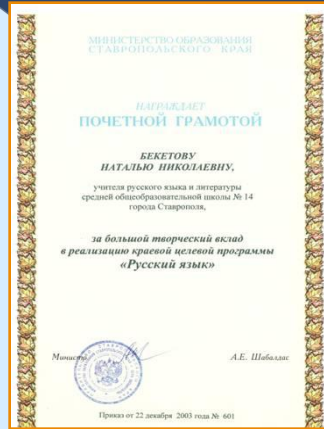 МИНИСТЕРСТВО ОБРАЗОВАНИЯ
СТАВРОПОЛЬСКОГО КРАЯ
НАГРАЖДАЕТ
ПОЧЕТНОЙ ГРАМОТОЙ
БЕКЕТОВУ
НАТАЛЬЮ НИКОЛАЕВНУ,
учителя русского языка и литературы
средней общеобразовательной школы № 14
города Ставрополя,
за большой творческий вклад
в реализацию краевой целевой программы
«Русский язык»
Министр А.Е. Шабалдас
Приказ от 22 декабря 2003 года № 601